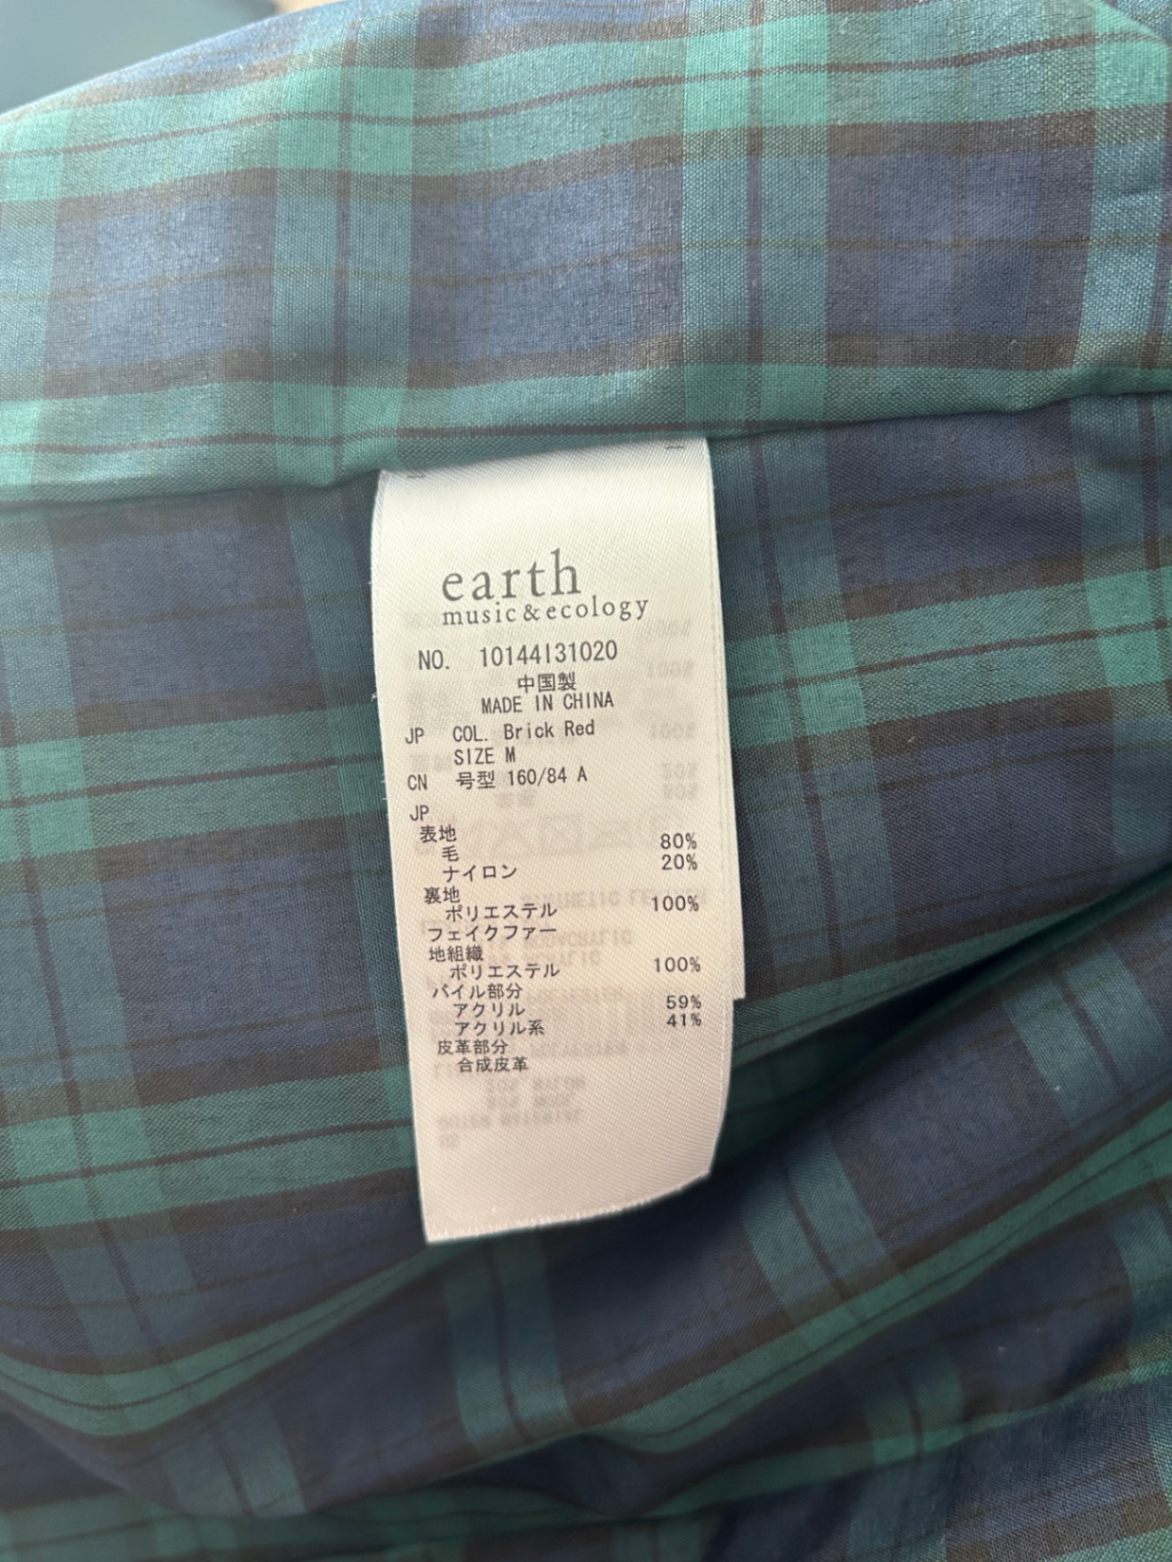 earth
music&ecology
NO. 10144131020
中国製
MADE IN CHINA
JP COL. Brick Red
SIZE M
CN 号型 160/84 A
JP
表地
毛 80%
ナイロン 20%
裏地
ポリエステル 100%
フェイクファー
地組織
ポリエステル 100%
パイル部分
アクリル 59%
アクリル系 41%
皮革部分
合成皮革